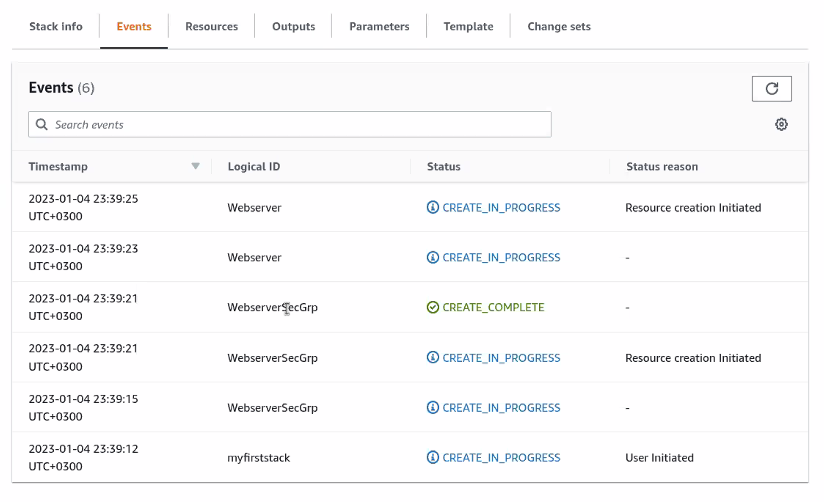 Stack info Events Resources Outputs Parameters Template Change sets
Events (6)
Search events
Timestamp Logical ID Status Status reason
2023-01-04 23:39:25
UTC+0300 Webserver CREATE_IN_PROGRESS Resource creation Initiated
2023-01-04 23:39:23
UTC+0300 Webserver CREATE_IN_PROGRESS -
2023-01-04 23:39:21
UTC+0300 WebserverSecGrp CREATE_COMPLETE -
2023-01-04 23:39:21
UTC+0300 WebserverSecGrp CREATE_IN_PROGRESS Resource creation Initiated
2023-01-04 23:39:15
UTC+0300 WebserverSecGrp CREATE_IN_PROGRESS -
2023-01-04 23:39:12
UTC+0300 myfirststack CREATE_IN_PROGRESS User Initiated